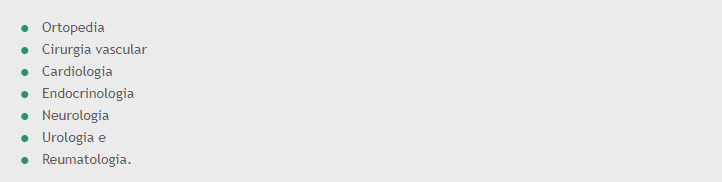 Ortopedia
Cirurgia vascular
Cardiologia
Endocrinologia
Neurologia
Urologia e
Reumatologia.